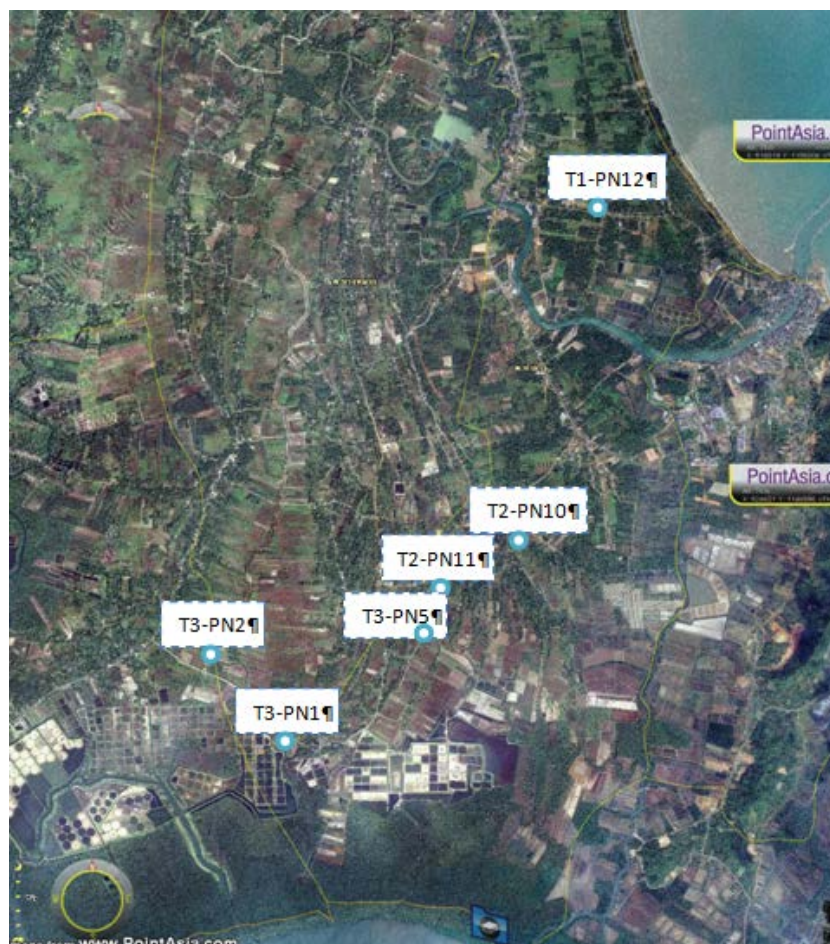 PointAsia.
T1-PN12¶
PointAsia.c
T2-PN10¶
T2-PN11¶
T3-PN5¶
T3-PN2¶
T3-PN1¶
www.PointAsia.com